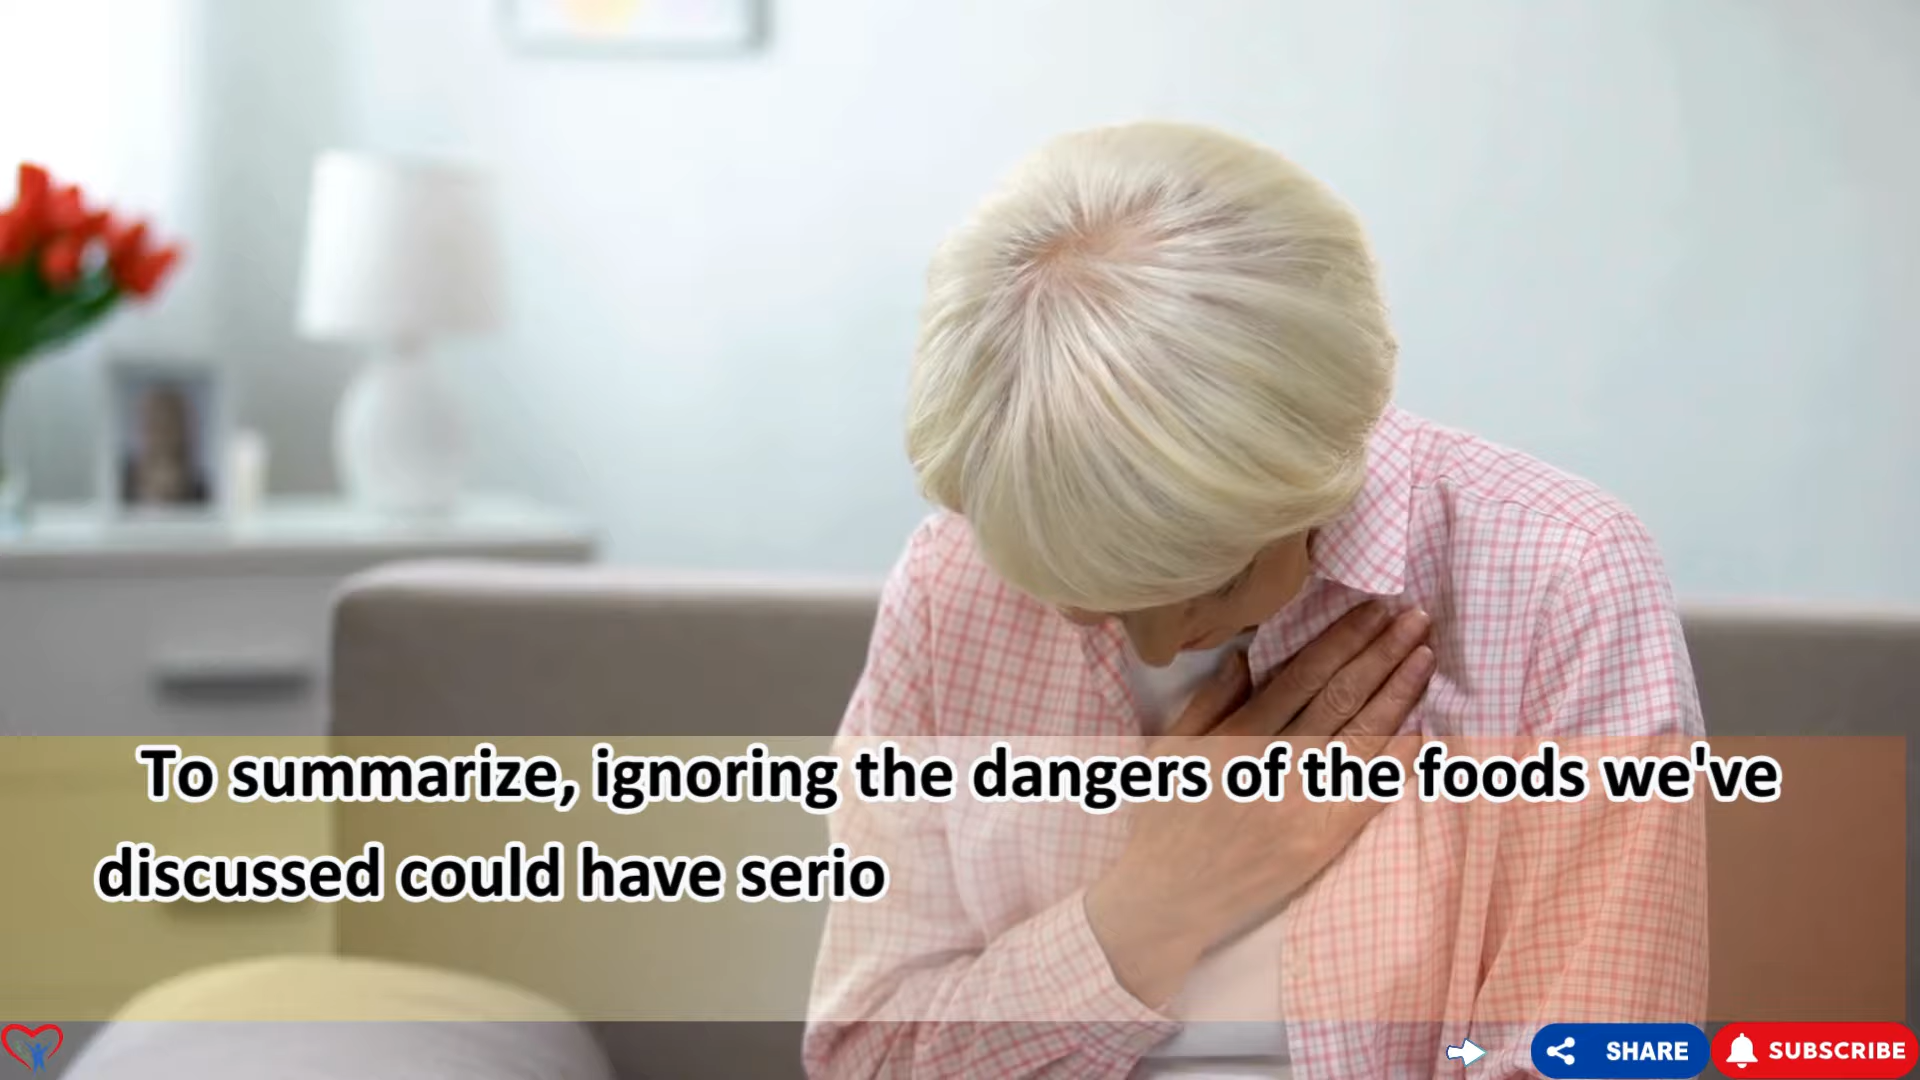 To summarize, ignoring the dangers of the foods we've
discussed could have serio
SHARE
SUBSCRIBE